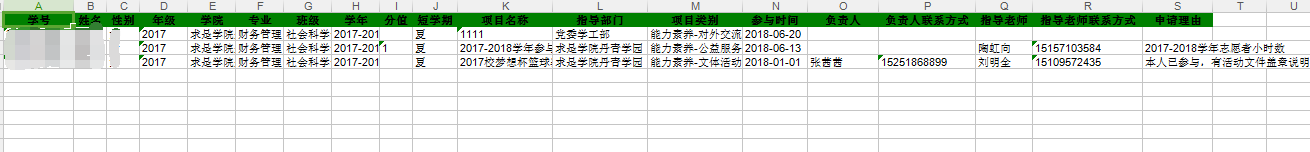 A B C D E F G H I J K L M N O P Q R S T U
学号 姓名 性别 年级 学院 专业 班级 学年 分值 短学期 项目名称 指导部门 项目类别 参与时间 负责人 负责人联系方式 指导老师 指导老师联系方式 申请理由
2017 求是学院 财务管理 社会科学 2017-201 夏 1111 党委学工部 能力素养-对外交流 2018-06-20
2017 求是学院 财务管理 社会科学 2017-201 1 夏 2017-2018学年参与 求是学院丹青学园 能力素养-公益服务 2018-06-13 陶虹向 15157103584 2017-2018学年志愿者小时数
2017 求是学院 财务管理 社会科学 2017-201 夏 2017校梦想杯篮球 求是学院丹青学园 能力素养-文体活动 2018-01-01 张茜茜 15251868899 刘明全 15109572435 本人已参与，有活动文件盖章说明